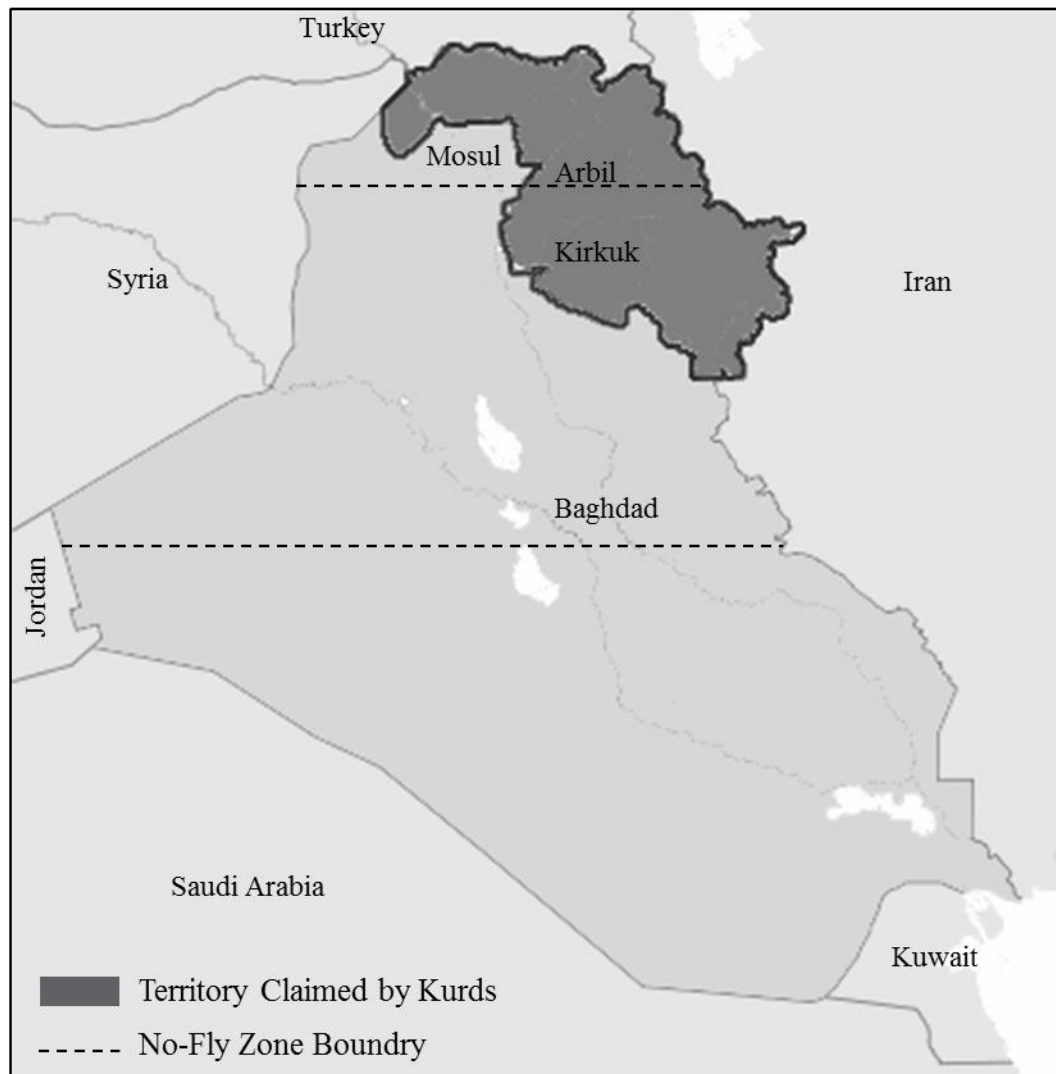 Turkey
Mosul
Arbil
Kirkuk
Syria
Iran
Baghdad
Jordan
Saudi Arabia
Kuwait
Territory Claimed by Kurds
No-Fly Zone Boundry